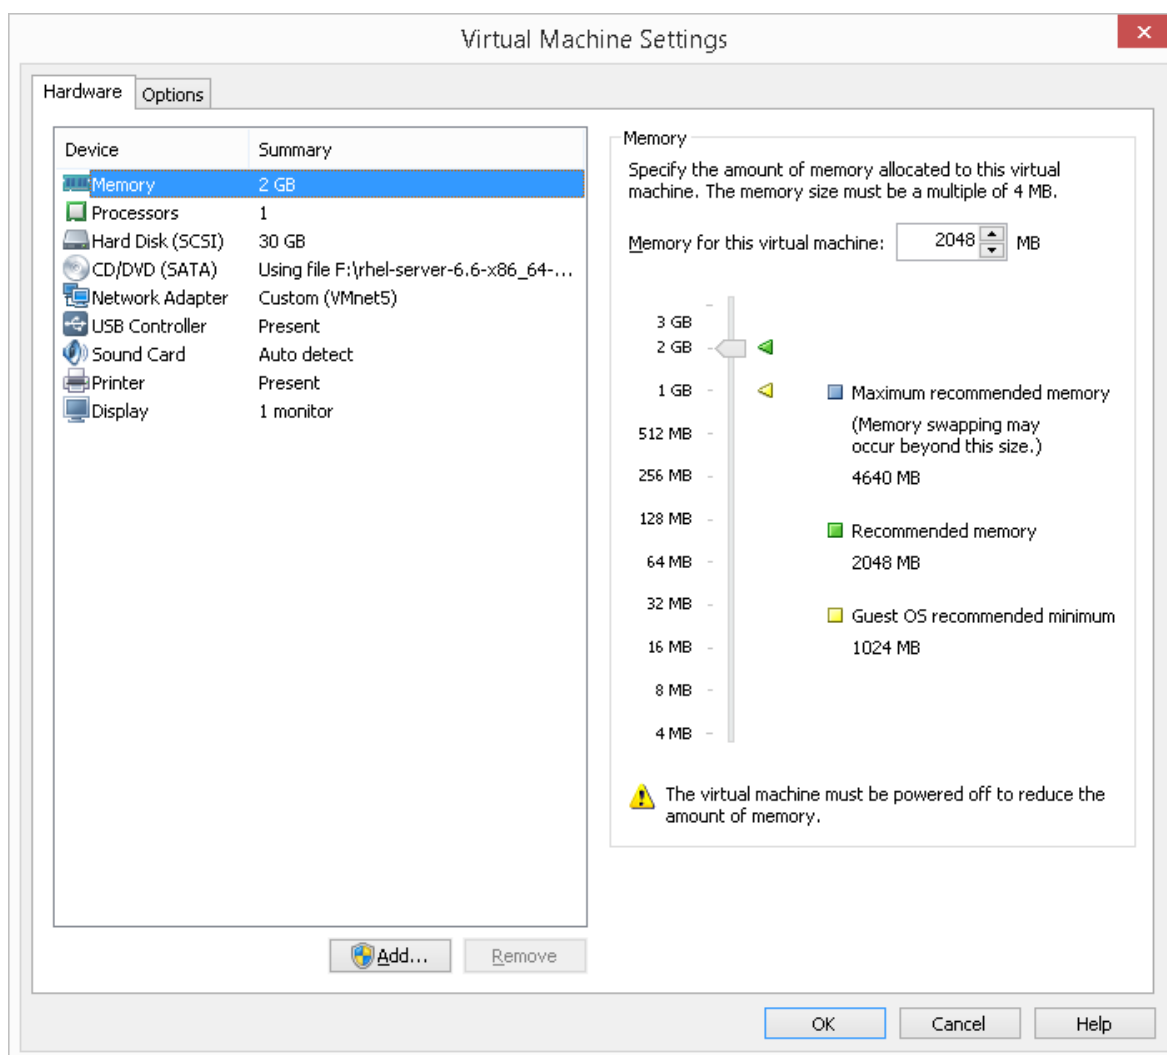 Virtual Machine Settings
Hardware Options
Device Summary
Memory 2 GB
Processors 1
Hard Disk (SCSI) 30 GB
CD/DVD (SATA) Using file F:\rhel-server-6.6-x86_64-...
Network Adapter Custom (VMnet5)
USB Controller Present
Sound Card Auto detect
Printer Present
Display 1 monitor
Add...
Remove
Memory
Specify the amount of memory allocated to this virtual
machine. The memory size must be a multiple of 4 MB.
Memory for this virtual machine: 2048 MB
3 GB
2 GB
1 GB
512 MB
256 MB
128 MB
64 MB
32 MB
16 MB
8 MB
4 MB
Maximum recommended memory
(Memory swapping may
occur beyond this size.)
4640 MB
Recommended memory
2048 MB
Guest OS recommended minimum
1024 MB
The virtual machine must be powered off to reduce the
amount of memory.
OK Cancel Help